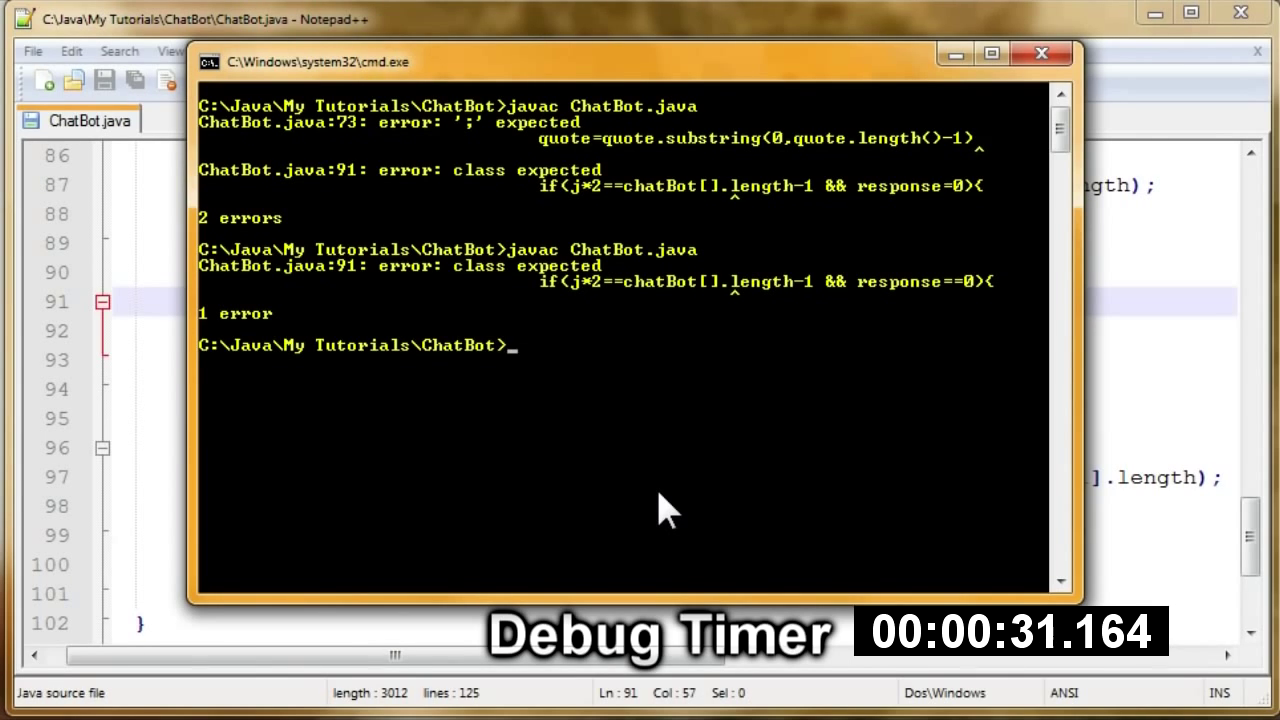 C:\Java\My Tutorials\ChatBot\ChatBot.java - Notepad++
File Edit Search View
C:\Windows\system32\cmd.exe
ChatBot.java
C:\Java\My Tutorials\ChatBot>javac ChatBot.java
ChatBot.java:73: error: ';' expected
quote=quote.substring(0,quote.length()-1)
^
ChatBot.java:91: error: class expected
if(j*2==chatBot[].length-1 && response=0){
^
2 errors
C:\Java\My Tutorials\ChatBot>javac ChatBot.java
ChatBot.java:91: error: class expected
if(j*2==chatBot[].length-1 && response==0){
^
1 error
C:\Java\My Tutorials\ChatBot>_
86
87 ngth);
88
89
90
91
92
93
94
95
96
97 ].length);
98
99
100
101
102 }
Debug Timer 00:00:31.164
Java source file length : 3012 lines : 125 Ln : 91 Col : 57 Sel : 0 Dos\Windows ANSI INS